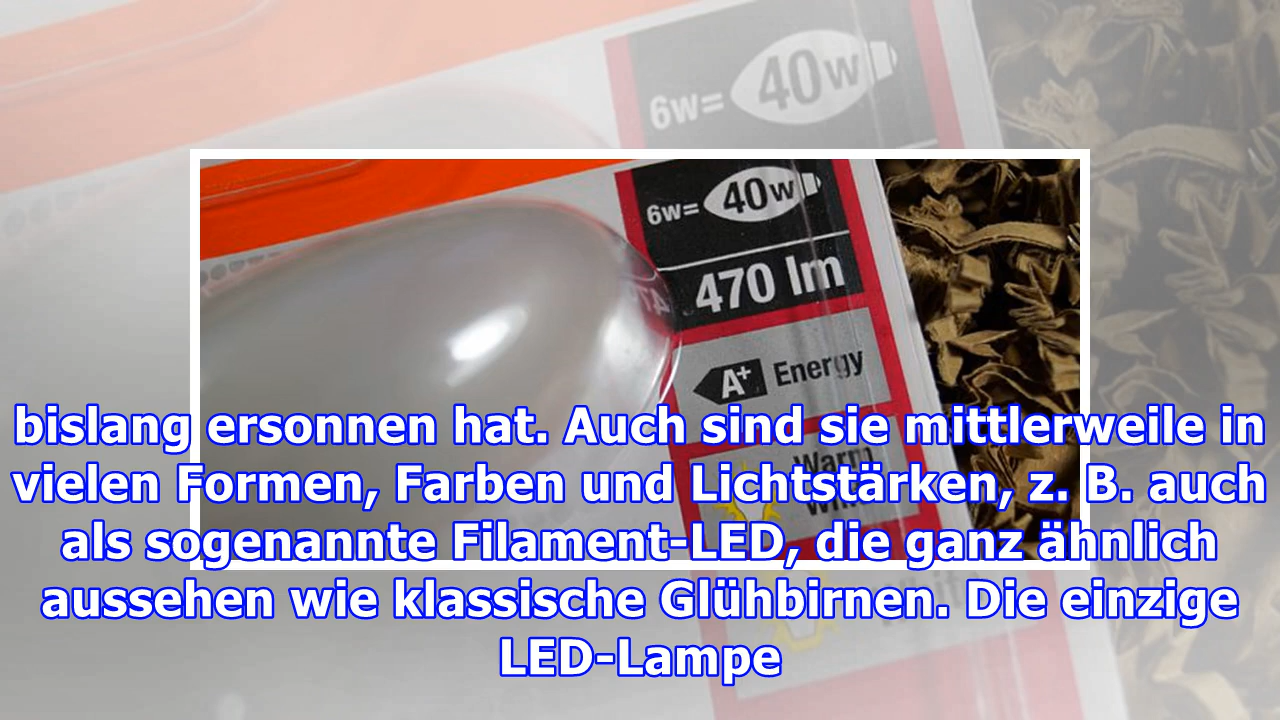 6w= 40w
6w= 40w
470 lm
A+ Energy
Warm
bislang ersonnen hat. Auch sind sie mittlerweile in
vielen Formen, Farben und Lichtstärken, z. B. auch
als sogenannte Filament-LED, die ganz ähnlich
aussehen wie klassische Glühbirnen. Die einzige
LED-Lampe